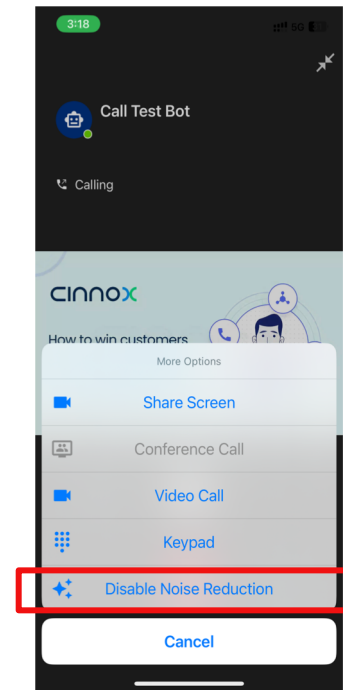 3:18
5G
Call Test Bot
Calling
CINNOX
How to win customers
More Options
Share Screen
Conference Call
Video Call
Keypad
Disable Noise Reduction
Cancel